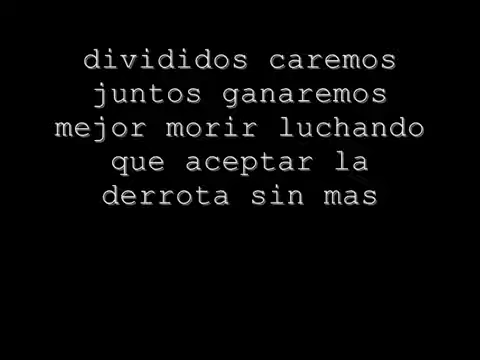 divididos caremos
juntos ganaremos
mejor morir luchando
que aceptar la
derrota sin mas